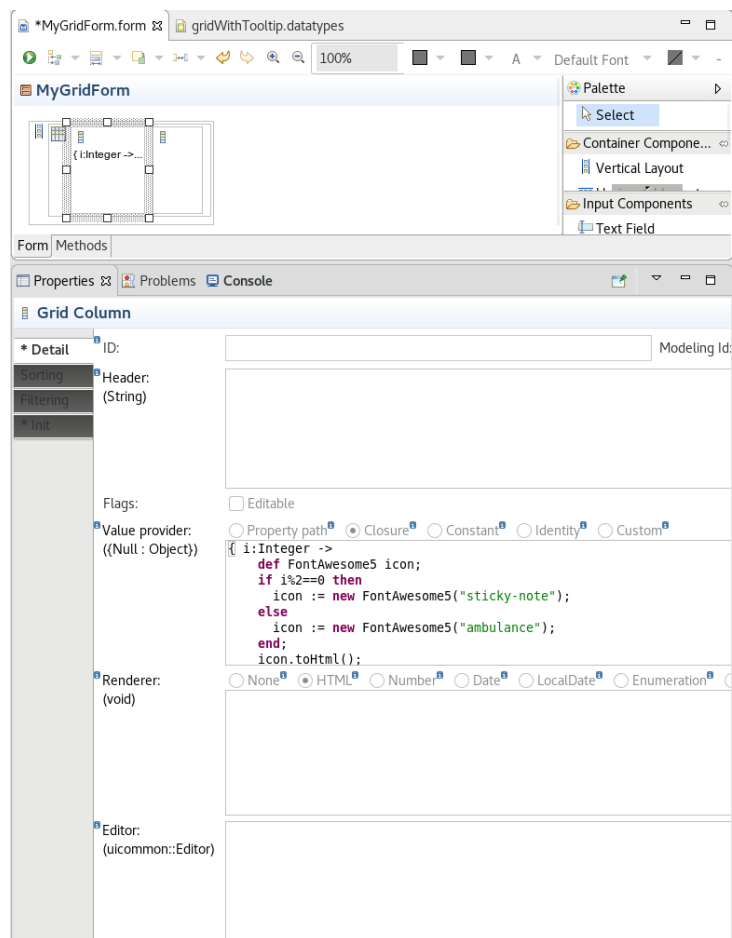 *MyGridForm.form gridWithTooltip.datatypes
100% A Default Font
MyGridForm
Palette
Select
{ i:Integer ->...
Container Compone...
Vertical Layout
Input Components
Text Field
Form Methods
Properties Problems Console
Grid Column
* Detail
Sorting
Filtering
* Init
ID: Modeling Id:
Header:
(String)
Flags: Editable
Value provider: Property path Closure Constant Identity Custom
({Null : Object})
{ i:Integer ->
def FontAwesome5 icon;
if i%2==0 then
icon := new FontAwesome5("sticky-note");
else
icon := new FontAwesome5("ambulance");
end;
icon.toHtml();
Renderer: None HTML Number Date LocalDate Enumeration
(void)
Editor:
(uicommon::Editor)